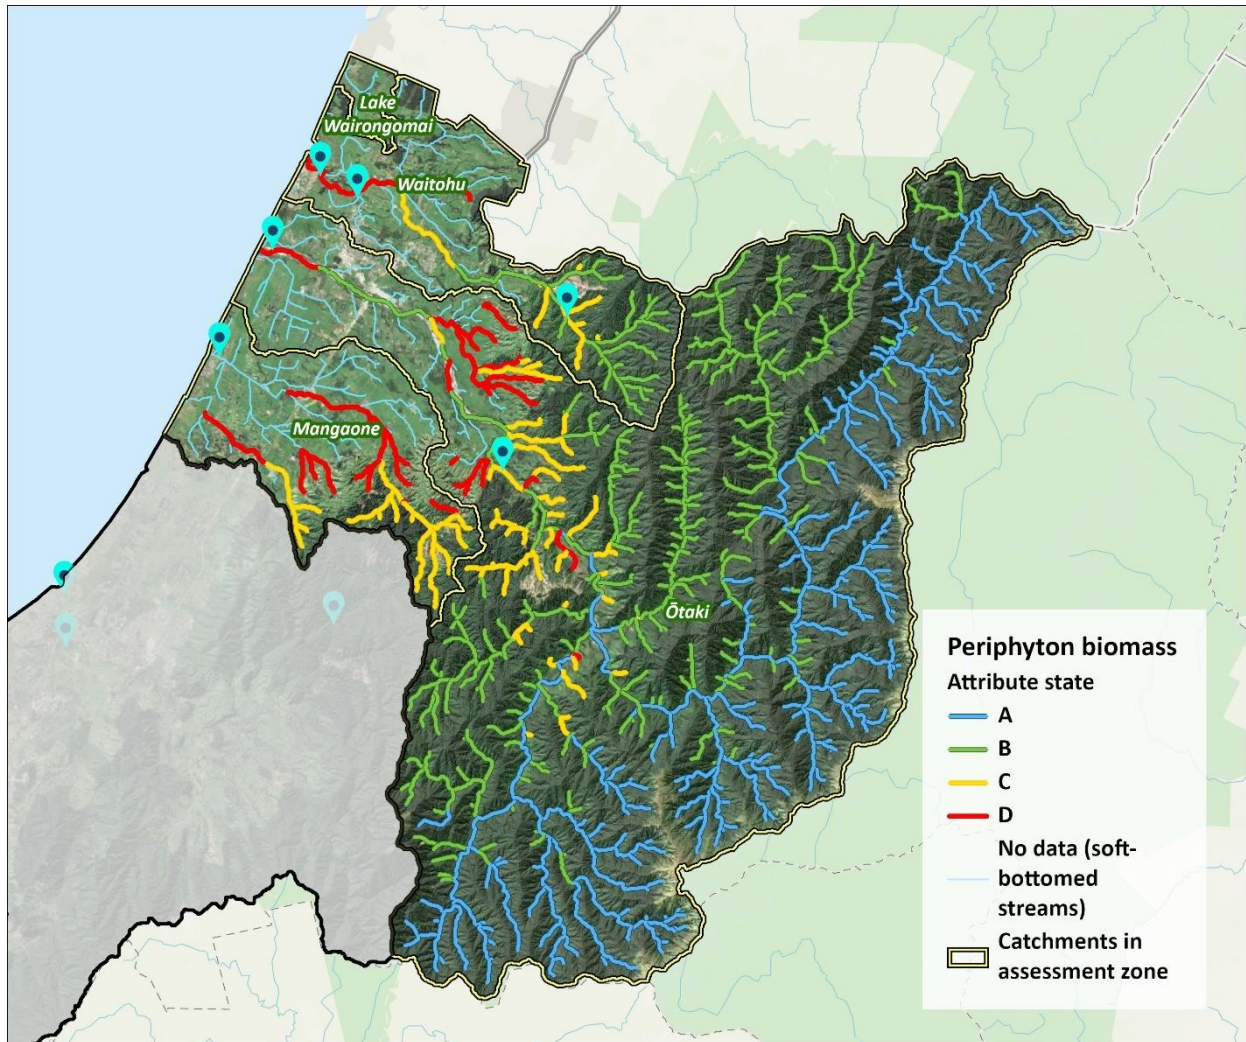 Lake
Wairongomai
Waitohu
Mangaone
Ōtaki
Periphyton biomass
Attribute state
A
B
C
D
No data (soft-
bottomed
streams)
Catchments in
assessment zone